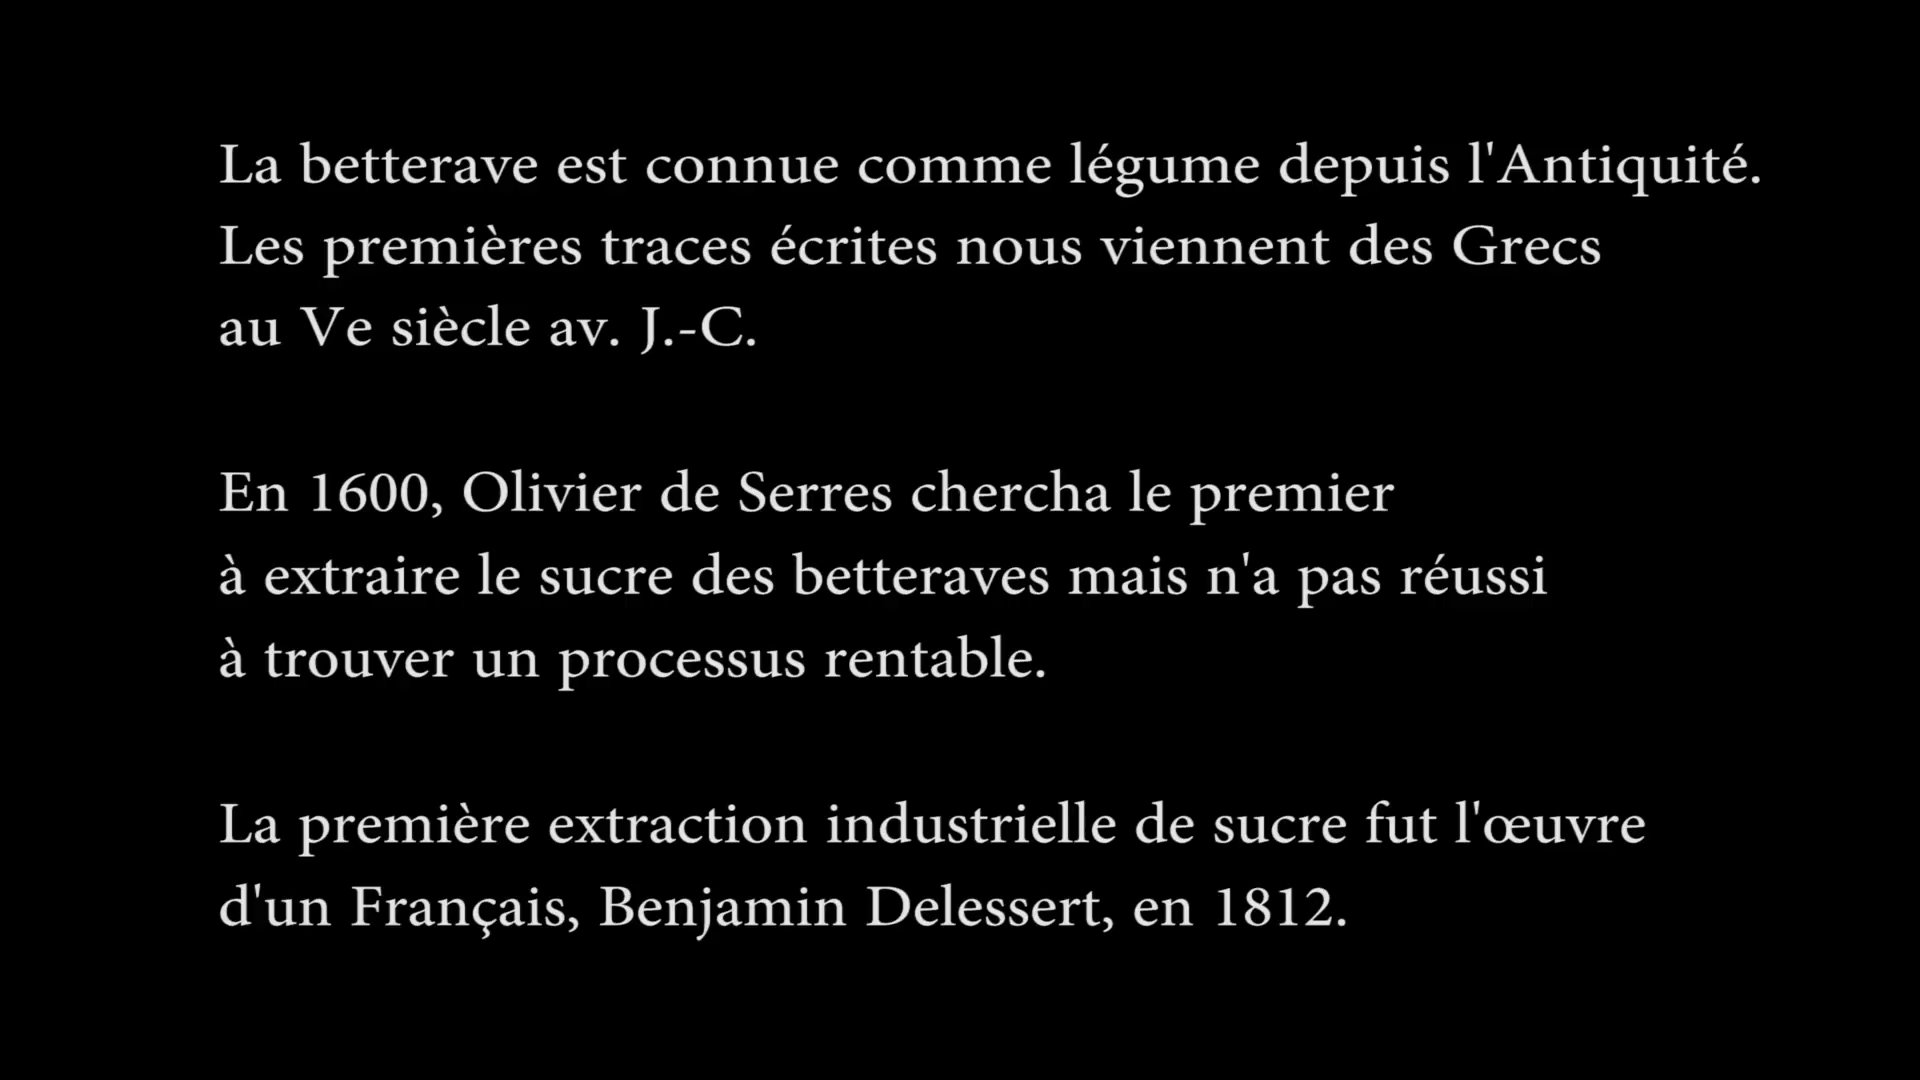 La betterave est connue comme légume depuis l'Antiquité.
Les premières traces écrites nous viennent des Grecs
au Ve siècle av. J.-C.
En 1600, Olivier de Serres chercha le premier
à extraire le sucre des betteraves mais n'a pas réussi
à trouver un processus rentable.
La première extraction industrielle de sucre fut l'œuvre
d'un Français, Benjamin Delessert, en 1812.